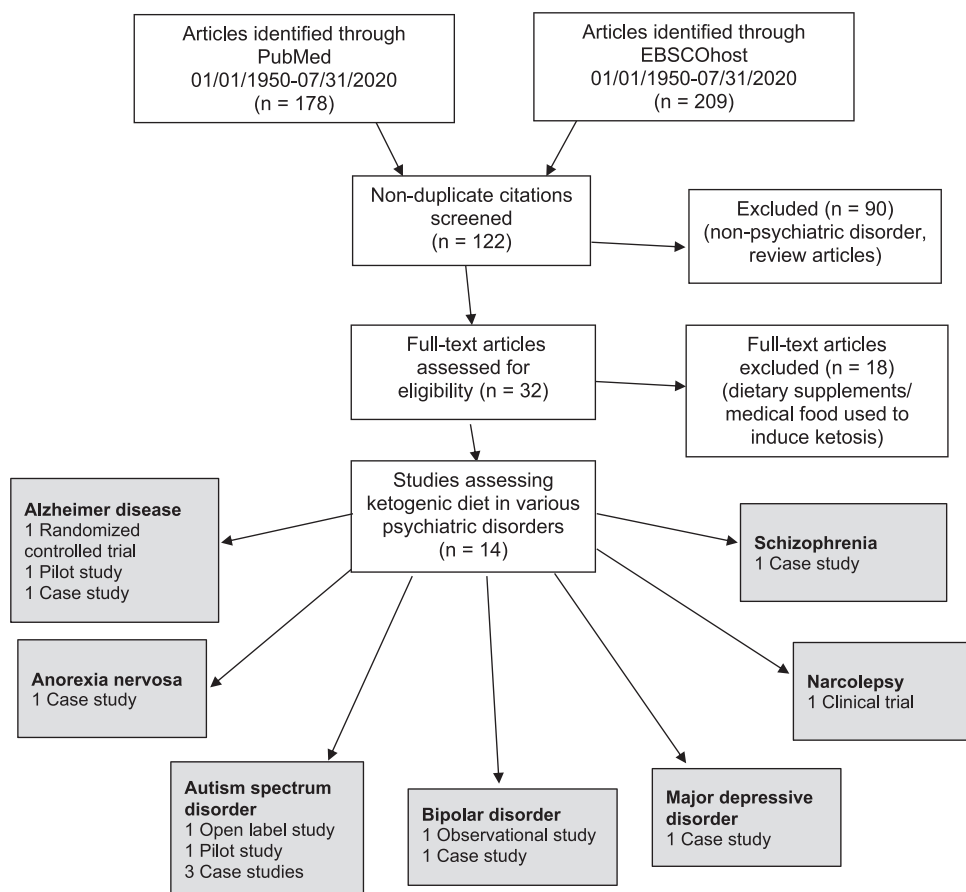 Articles identified through
PubMed
01/01/1950-07/31/2020
(n = 178)
Articles identified through
EBSCOhost
01/01/1950-07/31/2020
(n = 209)
Non-duplicate citations
screened
(n = 122)
Excluded (n = 90)
(non-psychiatric disorder,
review articles)
Full-text articles
assessed for
eligibility (n = 32)
Full-text articles
excluded (n = 18)
(dietary supplements/
medical food used to
induce ketosis)
Studies assessing
ketogenic diet in various
psychiatric disorders
(n = 14)
Alzheimer disease
1 Randomized
controlled trial
1 Pilot study
1 Case study
Schizophrenia
1 Case study
Anorexia nervosa
1 Case study
Narcolepsy
1 Clinical trial
Autism spectrum
disorder
1 Open label study
1 Pilot study
3 Case studies
Bipolar disorder
1 Observational study
1 Case study
Major depressive
disorder
1 Case study